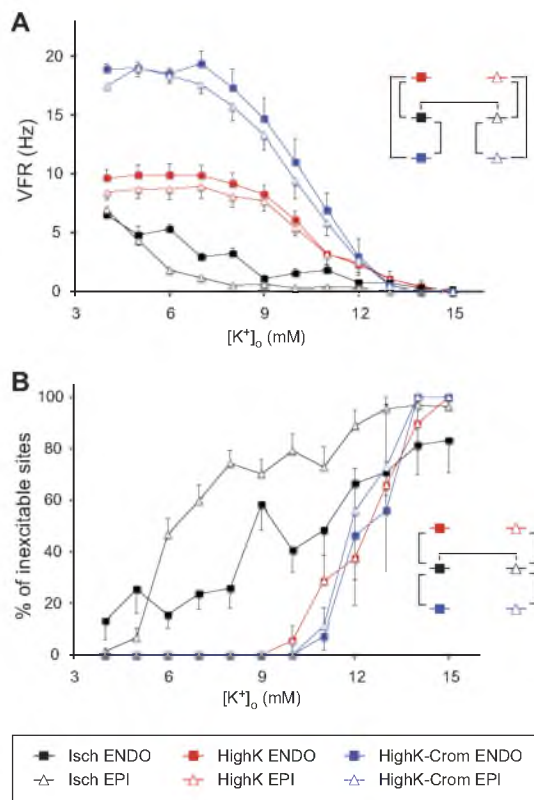 A
20
15
10
5
0
VFR (Hz)
3 6 9 12 15
[K⁺]ₒ (mM)
B
100
80
60
40
20
0
% of inexcitable sites
3 6 9 12 15
[K⁺]ₒ (mM)
Isch ENDO HighK ENDO HighK-Crom ENDO
Isch EPI HighK EPI HighK-Crom EPI